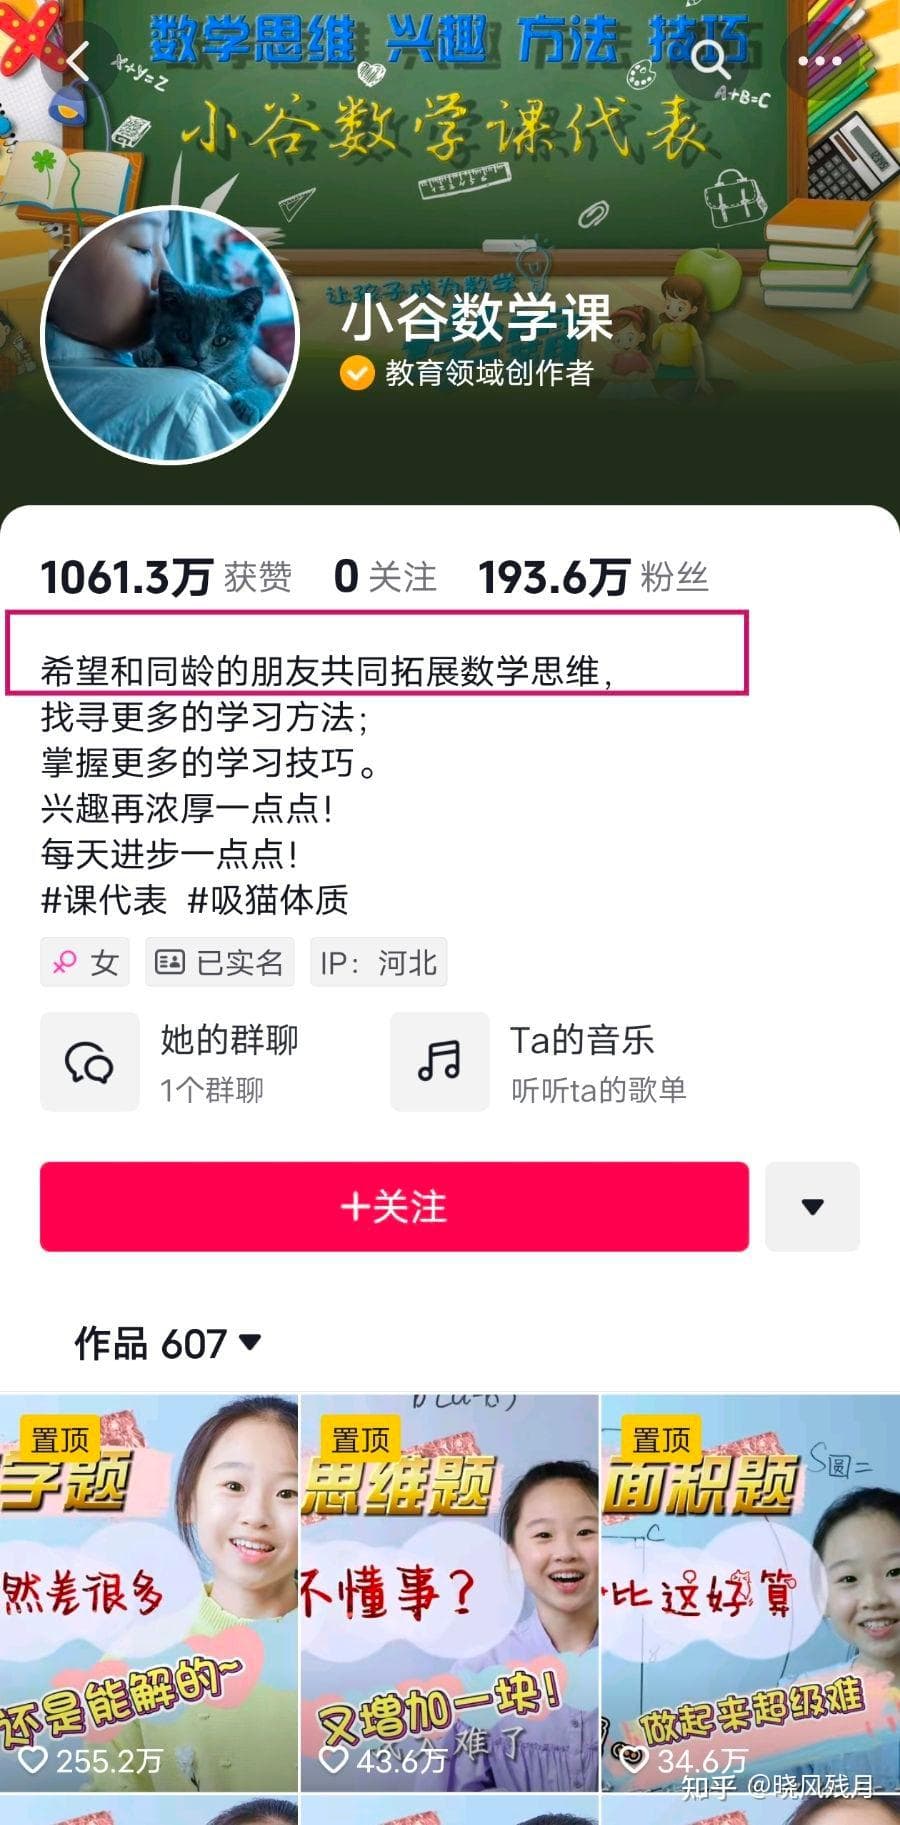 数学思维 兴趣 方法 技巧
x+y=z
A+B=C
小谷数学课代表
让孩子成为数学
小谷数学课
教育领域创作者
1061.3万 获赞 0 关注 193.6万 粉丝
希望和同龄的朋友共同拓展数学思维，
找寻更多的学习方法；
掌握更多的学习技巧。
兴趣再浓厚一点点！
每天进步一点点！
#课代表 #吸猫体质
女 已实名 IP：河北
她的群聊 Ta的音乐
1个群聊 听听ta的歌单
+关注
作品 607
置顶 置顶 置顶
学题 思维题 面积题
S圆=
C
然差很多 不懂事？ 比这好算
还是能解的~ 又增加一块！ 做起来超级难
难了
255.2万 43.6万 34.6万
知乎 @晓风残月